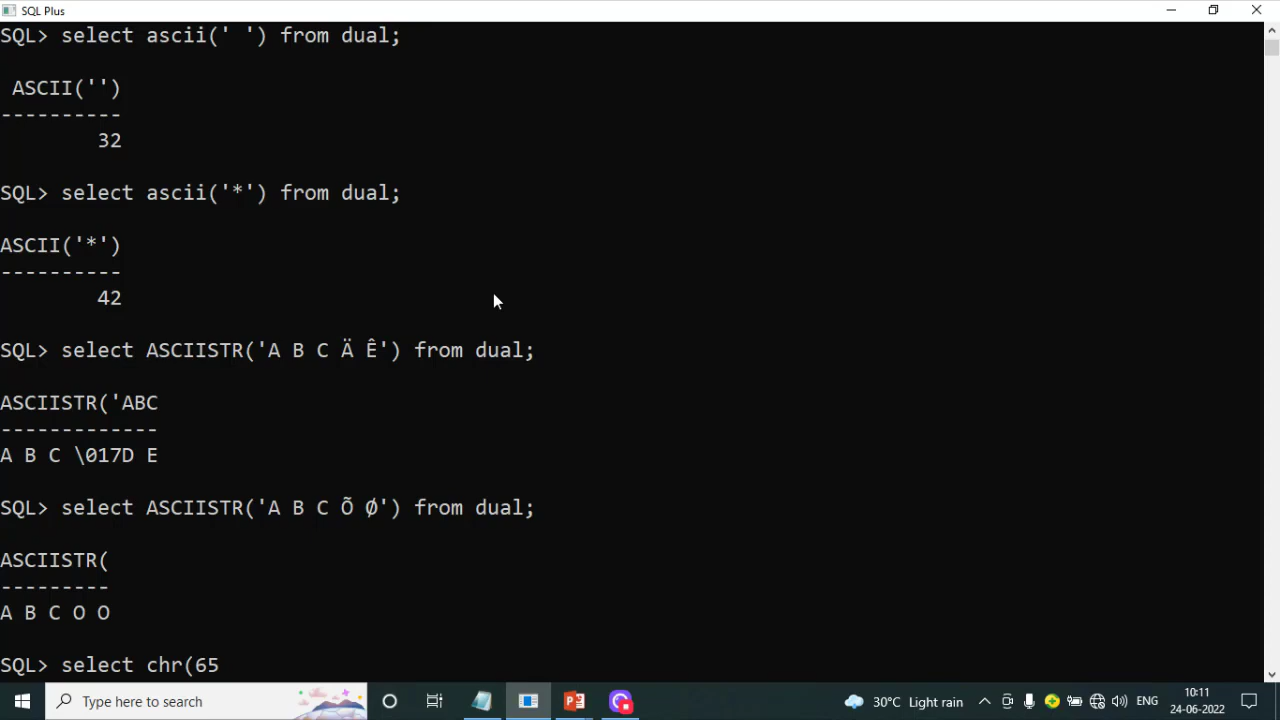 SQL Plus
SQL> select ascii(' ') from dual;
ASCII('')
----------
32
SQL> select ascii('*') from dual;
ASCII('*')
----------
42
SQL> select ASCIISTR('A B C Ä Ê') from dual;
ASCIISTR('ABC
-------------
A B C \017D E
SQL> select ASCIISTR('A B C Õ Ø') from dual;
ASCIISTR(
---------
A B C O O
SQL> select chr(65
Type here to search
30°C Light rain
ENG
10:11
24-06-2022